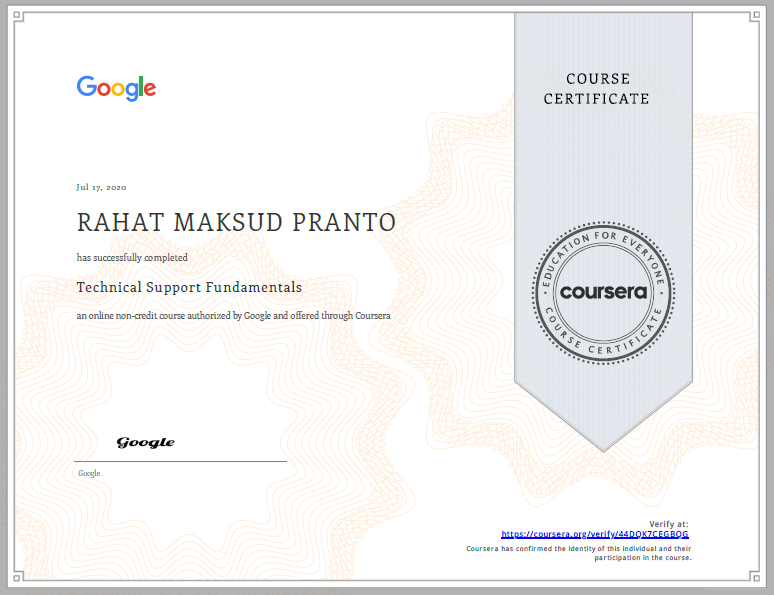 Google
COURSE
CERTIFICATE
Jul 17, 2020
RAHAT MAKSUD PRANTO
has successfully completed
Technical Support Fundamentals
an online non-credit course authorized by Google and offered through Coursera
EDUCATION FOR EVERYONE
coursera
COURSE CERTIFICATE
Google
Google
Verify at:
https://coursera.org/verify/44DQK7CEGBQG
Coursera has confirmed the identity of this individual and their
participation in the course.